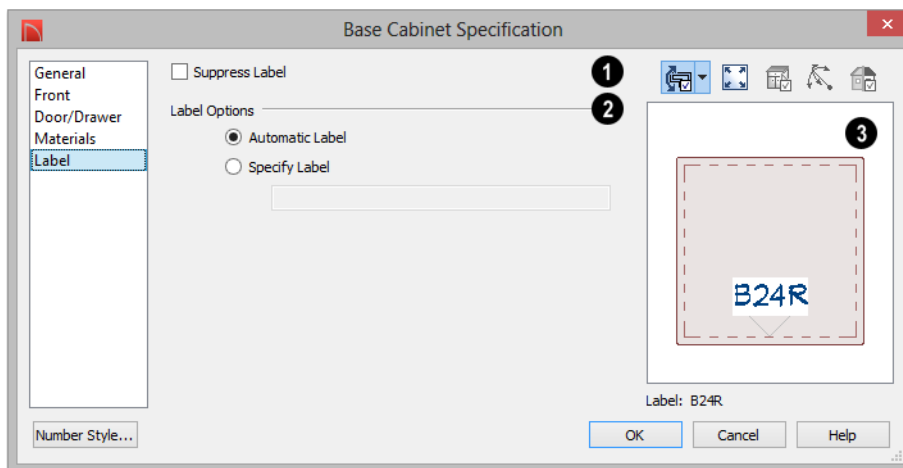 Base Cabinet Specification
General
Front
Door/Drawer
Materials
Label
Suppress Label
1
Label Options
2
Automatic Label
Specify Label
3
B24R
Label: B24R
Number Style...
OK
Cancel
Help